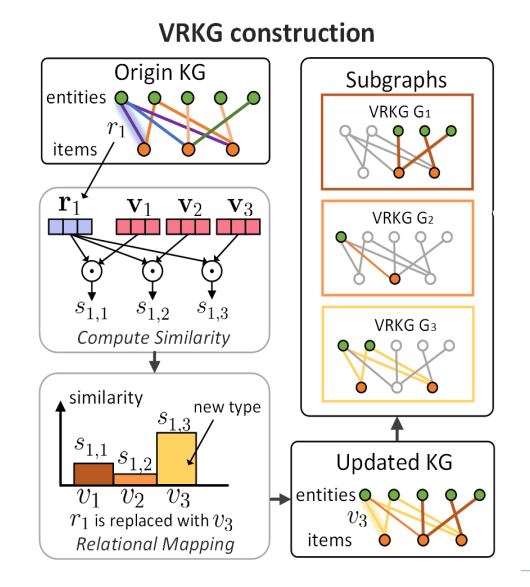 VRKG construction
Origin KG
entities
r₁
items
r₁ v₁ v₂ v₃
s₁,₁ s₁,₂ s₁,₃
Compute Similarity
similarity
new type
s₁,₁ s₁,₂ s₁,₃
v₁ v₂ v₃
r₁ is replaced with v₃
Relational Mapping
Subgraphs
VRKG G₁
VRKG G₂
VRKG G₃
Updated KG
entities
v₃
items